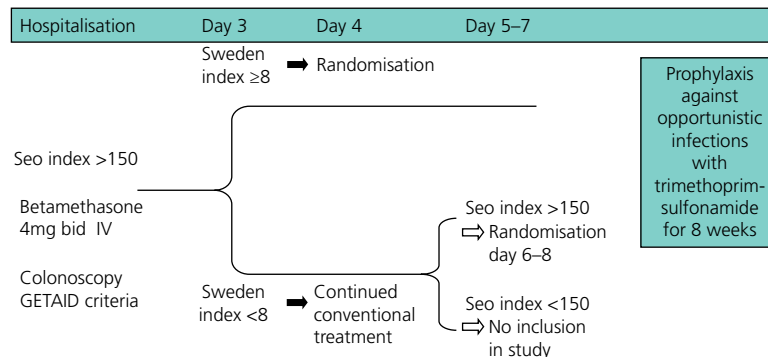 Hospitalisation Day 3 Day 4 Day 5–7
Sweden
index ≥8
Randomisation
Seo index >150
Betamethasone
4mg bid IV
Colonoscopy
GETAID criteria
Sweden
index <8
Continued
conventional
treatment
Seo index >150
Randomisation
day 6–8
Seo index <150
No inclusion
in study
Prophylaxis
against
opportunistic
infections
with
trimethoprim-
sulfonamide
for 8 weeks